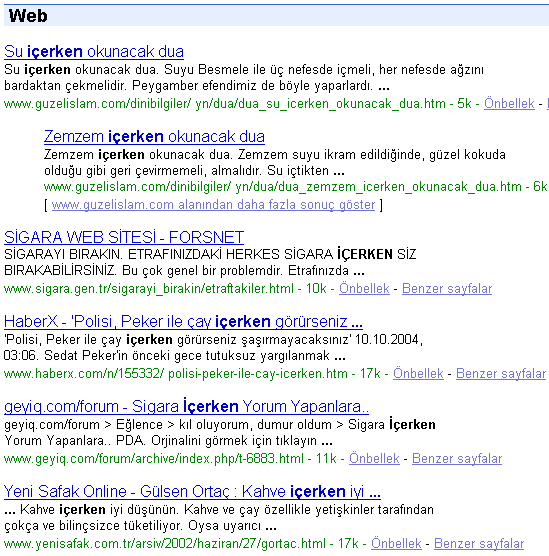 Web
Su içerken okunacak dua
Su içerken okunacak dua. Suyu Besmele ile üç nefesde içmeli, her nefesde ağzını
bardaktan çekmelidir. Peygamber efendimiz de böyle yaparlardı. ...
www.guzelislam.com/dinibilgiler/ yn/dua/dua_su_icerken_okunacak_dua.htm - 5k - Önbellek -
Zemzem içerken okunacak dua
Zemzem içerken okunacak dua. Zemzem suyu ikram edildiğinde, güzel kokuda
olduğu gibi geri çevirmemeli, almalıdır. Su içtikten ...
www.guzelislam.com/dinibilgiler/ yn/dua/dua_zemzem_icerken_okunacak_dua.htm - 6k
[ www.guzelislam.com alanından daha fazla sonuç göster ]
SİGARA WEB SİTESİ - FORSNET
SİGARAYI BIRAKIN. ETRAFINIZDAKİ HERKES SİGARA İÇERKEN SİZ
BIRAKABİLİRSİNİZ. Bu çok genel bir problemdir. Etrafınızda ...
www.sigara.gen.tr/sigarayi_birakin/etraftakiler.html - 10k - Önbellek - Benzer sayfalar
HaberX - 'Polisi, Peker ile çay içerken görürseniz ...
'Polisi, Peker ile çay içerken görürseniz şaşırmayacaksınız' 10.10.2004,
03:06. Sedat Peker'in önceki gece tutuksuz yargılanmak ...
www.haberx.com/n/155332/ polisi-peker-ile-cay-icerken.htm - 17k - Önbellek - Benzer sayfalar
geyiq.com/forum - Sigara İçerken Yorum Yapanlara..
geyiq.com/forum > Eğlence > kıl oluyorum, dumur oldum > Sigara İçerken
Yorum Yapanlara.. PDA. Orjinalini görmek için tıklayın ...
www.geyiq.com/forum/archive/index.php/t-6883.html - 11k - Önbellek - Benzer sayfalar
Yeni Safak Online - Gülsen Ortaç : Kahve içerken iyi ...
... Kahve içerken iyi düşünün. Kahve ve çay özellikle yetişkinler tarafından
çokça ve bilinçsizce tüketiliyor. Oysa uyarıcı ...
www.yenisafak.com.tr/arsiv/2002/haziran/27/gortac.html - 17k - Önbellek - Benzer sayfalar